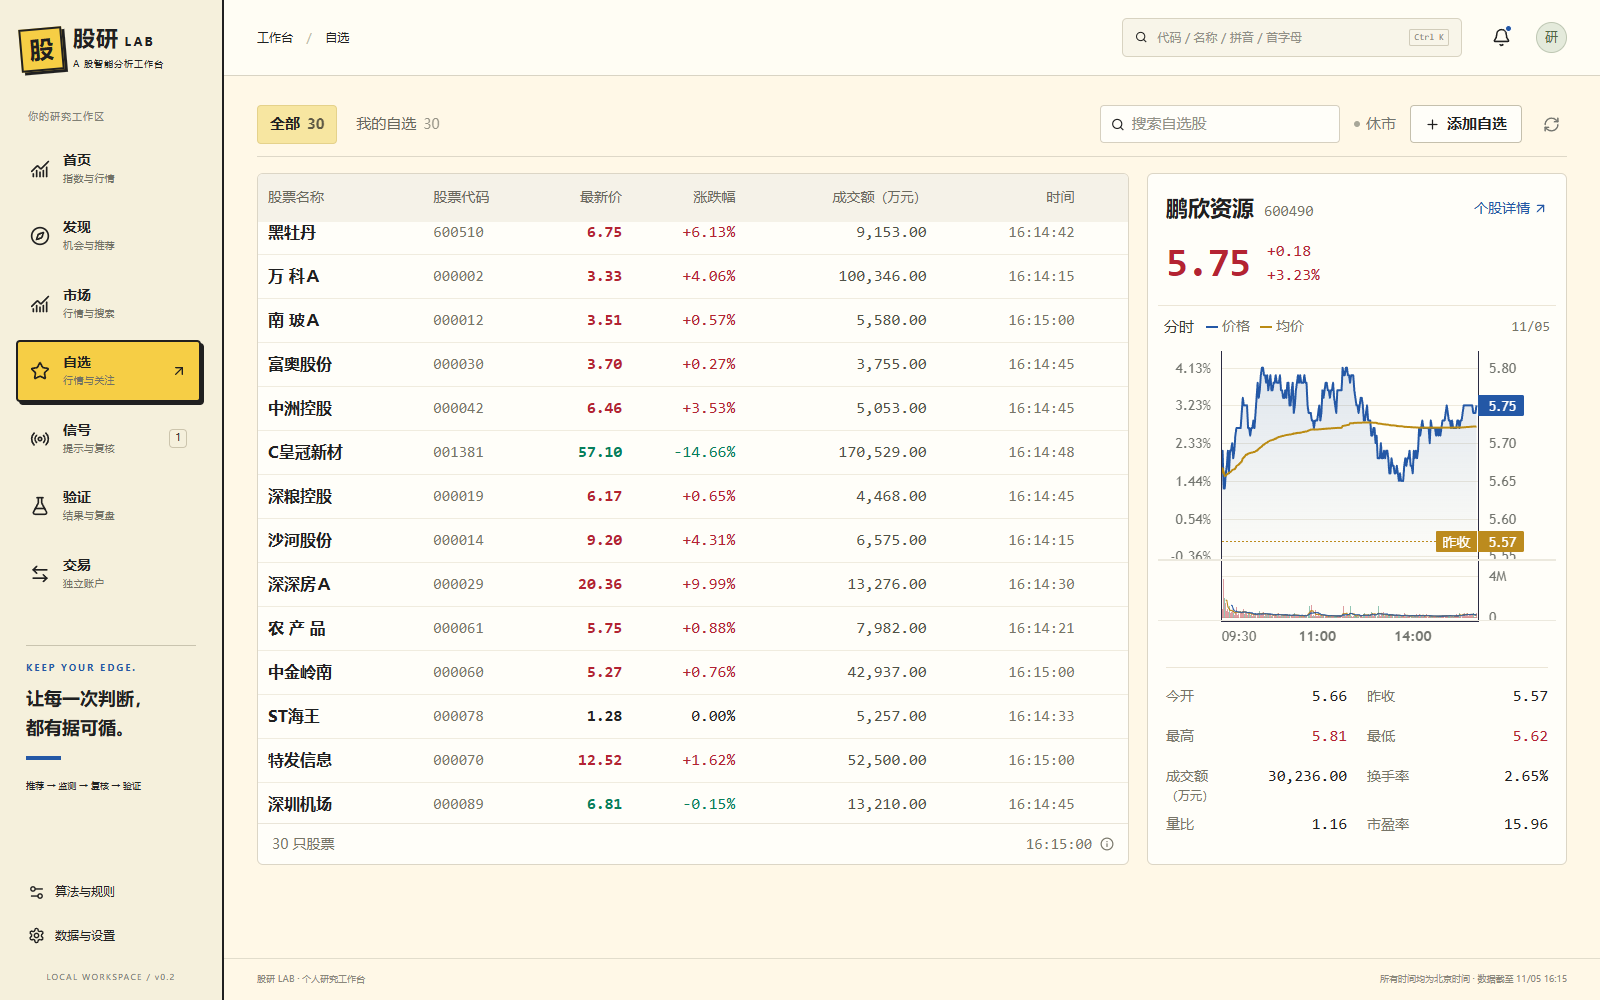 股
股研 LAB
A 股智能分析工作台
你的研究工作区
首页
指数与行情
发现
机会与推荐
市场
行情与搜索
自选
行情与关注
信号
提示与复核
1
验证
结果与复盘
交易
独立账户
KEEP YOUR EDGE.
让每一次判断，
都有据可循。
推荐 → 监测 → 复核 → 验证
算法与规则
数据与设置
LOCAL WORKSPACE / v0.2
工作台 / 自选
代码 / 名称 / 拼音 / 首字母 Ctrl K
研
全部 30 我的自选 30
搜索自选股
休市
添加自选
股票名称 股票代码 最新价 涨跌幅 成交额（万元） 时间
黑牡丹 600510 6.75 +6.13% 9,153.00 16:14:42
万 科A 000002 3.33 +4.06% 100,346.00 16:14:15
南 玻A 000012 3.51 +0.57% 5,580.00 16:15:00
富奥股份 000030 3.70 +0.27% 3,755.00 16:14:45
中洲控股 000042 6.46 +3.53% 5,053.00 16:14:45
C皇冠新材 001381 57.10 -14.66% 170,529.00 16:14:48
深粮控股 000019 6.17 +0.65% 4,468.00 16:14:45
沙河股份 000014 9.20 +4.31% 6,575.00 16:14:15
深深房A 000029 20.36 +9.99% 13,276.00 16:14:30
农 产 品 000061 5.75 +0.88% 7,982.00 16:14:21
中金岭南 000060 5.27 +0.76% 42,937.00 16:15:00
ST海王 000078 1.28 0.00% 5,257.00 16:14:33
特发信息 000070 12.52 +1.62% 52,500.00 16:15:00
深圳机场 000089 6.81 -0.15% 13,210.00 16:14:45
30 只股票 16:15:00
鹏欣资源 600490 个股详情
5.75
+0.18
+3.23%
分时 价格 均价 11/05
4.13% 5.80
3.23% 5.75
2.33% 5.70
1.44% 5.65
0.54% 5.60
昨收 5.57
-0.36% 5.55
4M
0
09:30 11:00 14:00
今开 5.66 昨收 5.57
最高 5.81 最低 5.62
成交额 30,236.00 换手率 2.65%
（万元）
量比 1.16 市盈率 15.96
股研 LAB · 个人研究工作台
所有时间均为北京时间 · 数据截至 11/05 16:15